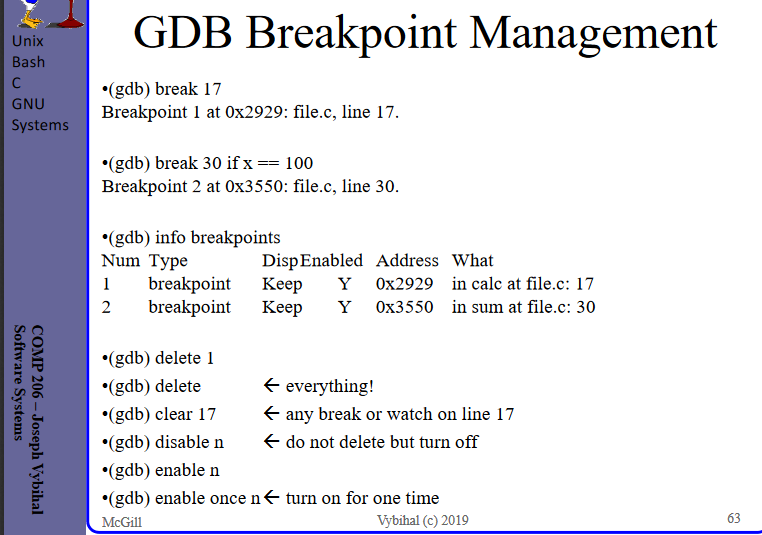 GDB Breakpoint Management
Unix
Bash
C
GNU
Systems
COMP 206 – Joseph Vybihal
Software Systems
•(gdb) break 17
Breakpoint 1 at 0x2929: file.c, line 17.
•(gdb) break 30 if x == 100
Breakpoint 2 at 0x3550: file.c, line 30.
•(gdb) info breakpoints
Num Type Disp Enabled Address What
1 breakpoint Keep Y 0x2929 in calc at file.c: 17
2 breakpoint Keep Y 0x3550 in sum at file.c: 30
•(gdb) delete 1
•(gdb) delete ← everything!
•(gdb) clear 17 ← any break or watch on line 17
•(gdb) disable n ← do not delete but turn off
•(gdb) enable n
•(gdb) enable once n ← turn on for one time
McGill Vybihal (c) 2019 63